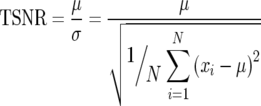 TSNR = μ/σ = μ / √(1/N ∑_{i=1}^{N} (x_i − μ)²)